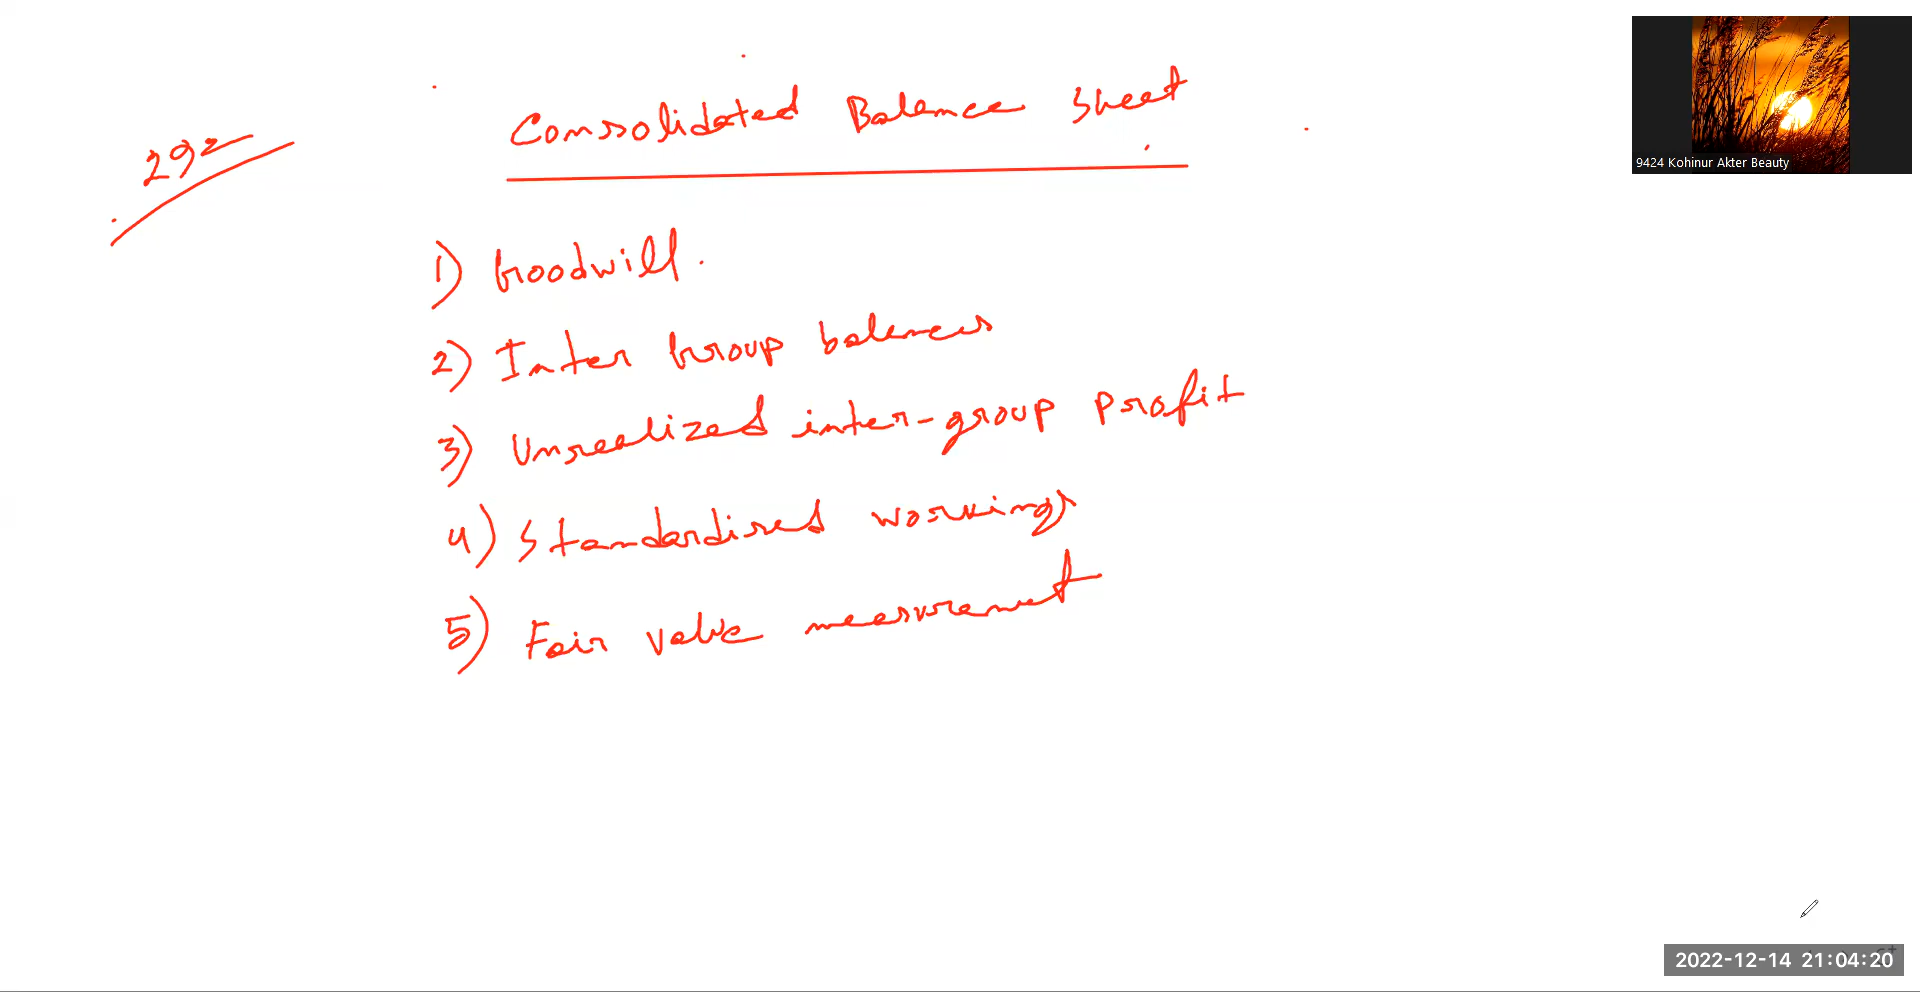 292
Consolidated Balance Sheet
1) Goodwill.
2) Inter Group balances
3) Unrealized inter-group profit
4) Standardised workings
5) Fair value measurement
9424 Kohinur Akter Beauty
2022-12-14 21:04:20